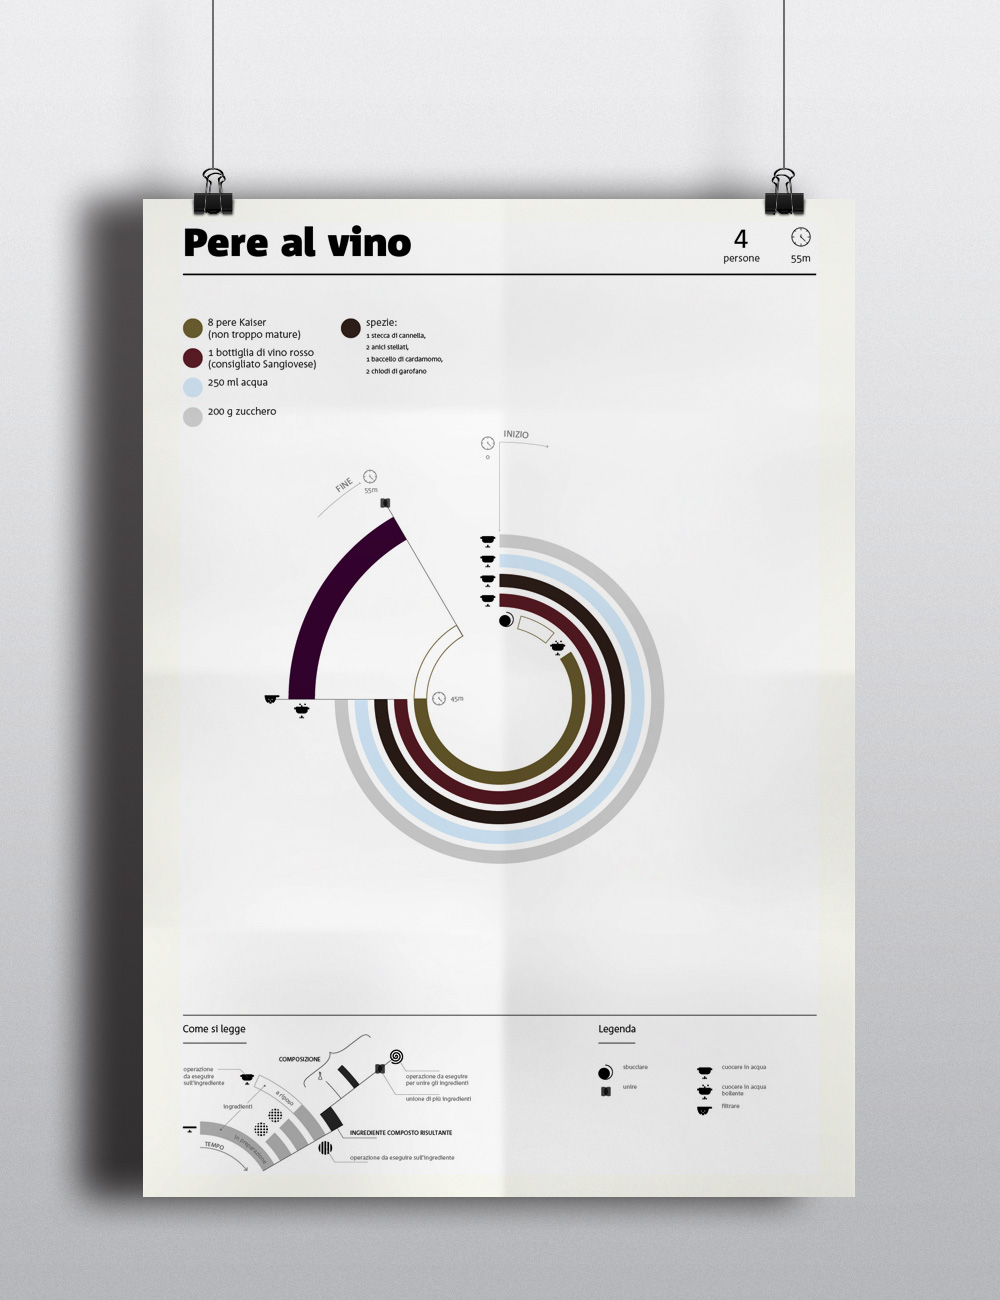 Pere al vino
4
persone
55m
8 pere Kaiser
(non troppo mature)
1 bottiglia di vino rosso
(consigliato Sangiovese)
250 ml acqua
200 g zucchero
spezie:
1 stecca di cannella,
2 anici stellati,
1 baccello di cardamomo,
2 chiodi di garofano
INIZIO
0
FINE
55m
45m
Come si legge
operazione
da eseguire
sull'ingrediente
ingredienti
TEMPO
in preparazione
a riposo
COMPOSIZIONE
operazione da eseguire
per unire gli ingredienti
unione di più ingredienti
INGREDIENTE COMPOSTO RISULTANTE
operazione da eseguire sull'ingrediente
Legenda
sbucciare
unire
cuocere in acqua
cuocere in acqua
bollente
filtrare